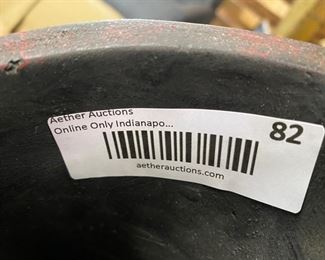 Aether Auctions
Online Only Indianapo...
82
aetherauctions.com